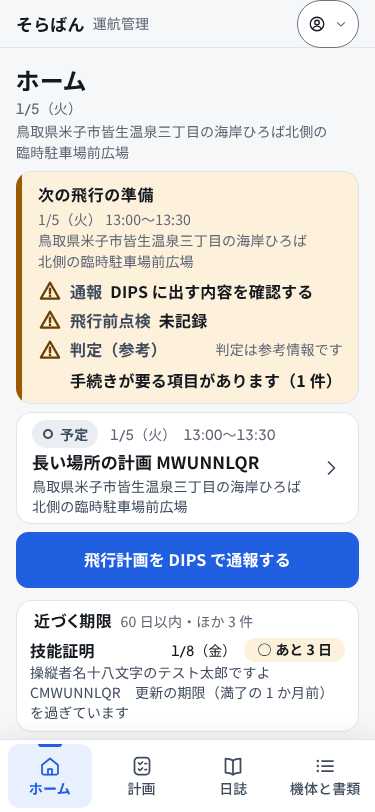 そらばん 運航管理
ホーム
1/5（火）
鳥取県米子市皆生温泉三丁目の海岸ひろば北側の
臨時駐車場前広場
次の飛行の準備
1/5（火） 13:00〜13:30
鳥取県米子市皆生温泉三丁目の海岸ひろば
北側の臨時駐車場前広場
通報 DIPS に出す内容を確認する
飛行前点検 未記録
判定（参考） 判定は参考情報です
手続きが要る項目があります（1 件）
予定 1/5（火） 13:00〜13:30
長い場所の計画 MWUNNLQR
鳥取県米子市皆生温泉三丁目の海岸ひろば
北側の臨時駐車場前広場
飛行計画を DIPS で通報する
近づく期限 60 日以内・ほか 3 件
技能証明 1/8（金） あと 3 日
操縦者名十八文字のテスト太郎ですよ
CMWUNNLQR 更新の期限（満了の 1 か月前）
を過ぎています
ホーム 計画 日誌 機体と書類